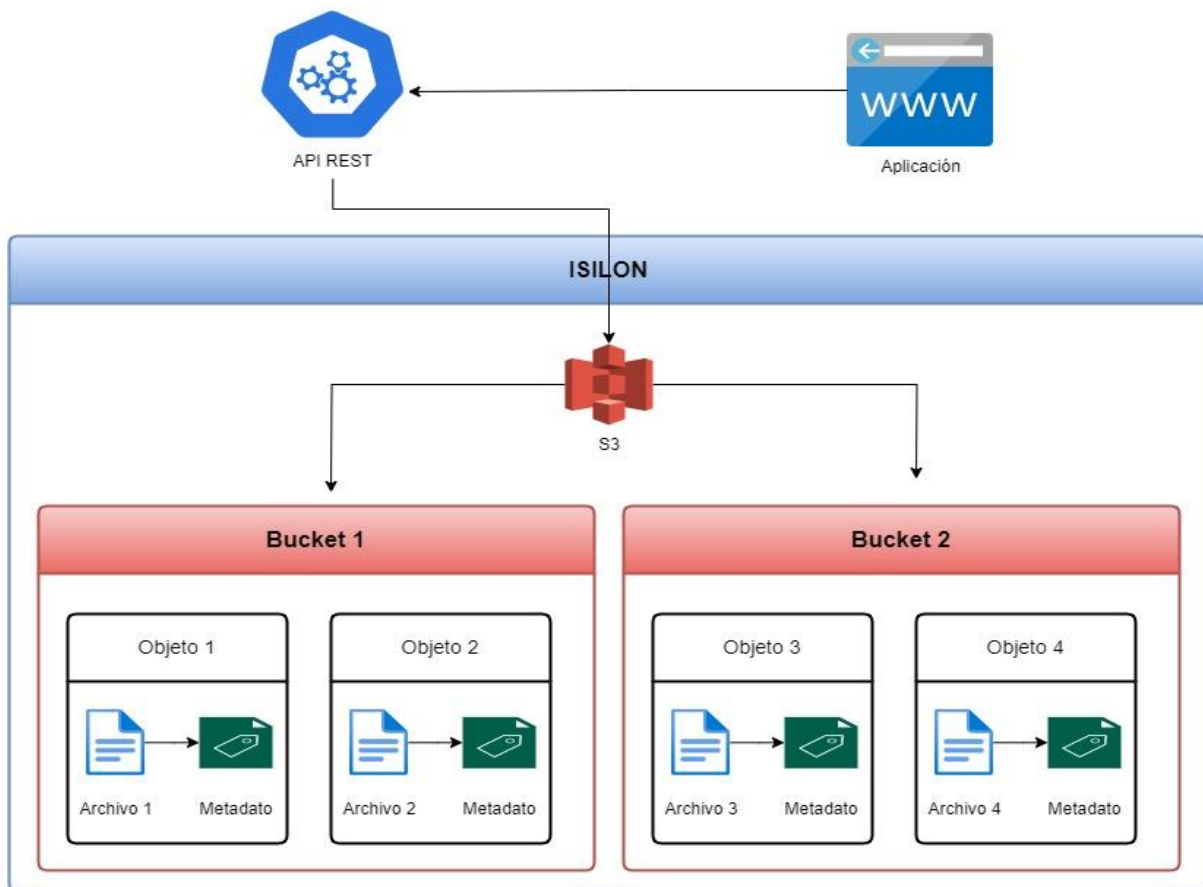 WWW
API REST
Aplicación
ISILON
S3
Bucket 1
Bucket 2
Objeto 1
Objeto 2
Objeto 3
Objeto 4
Archivo 1
Metadato
Archivo 2
Metadato
Archivo 3
Metadato
Archivo 4
Metadato